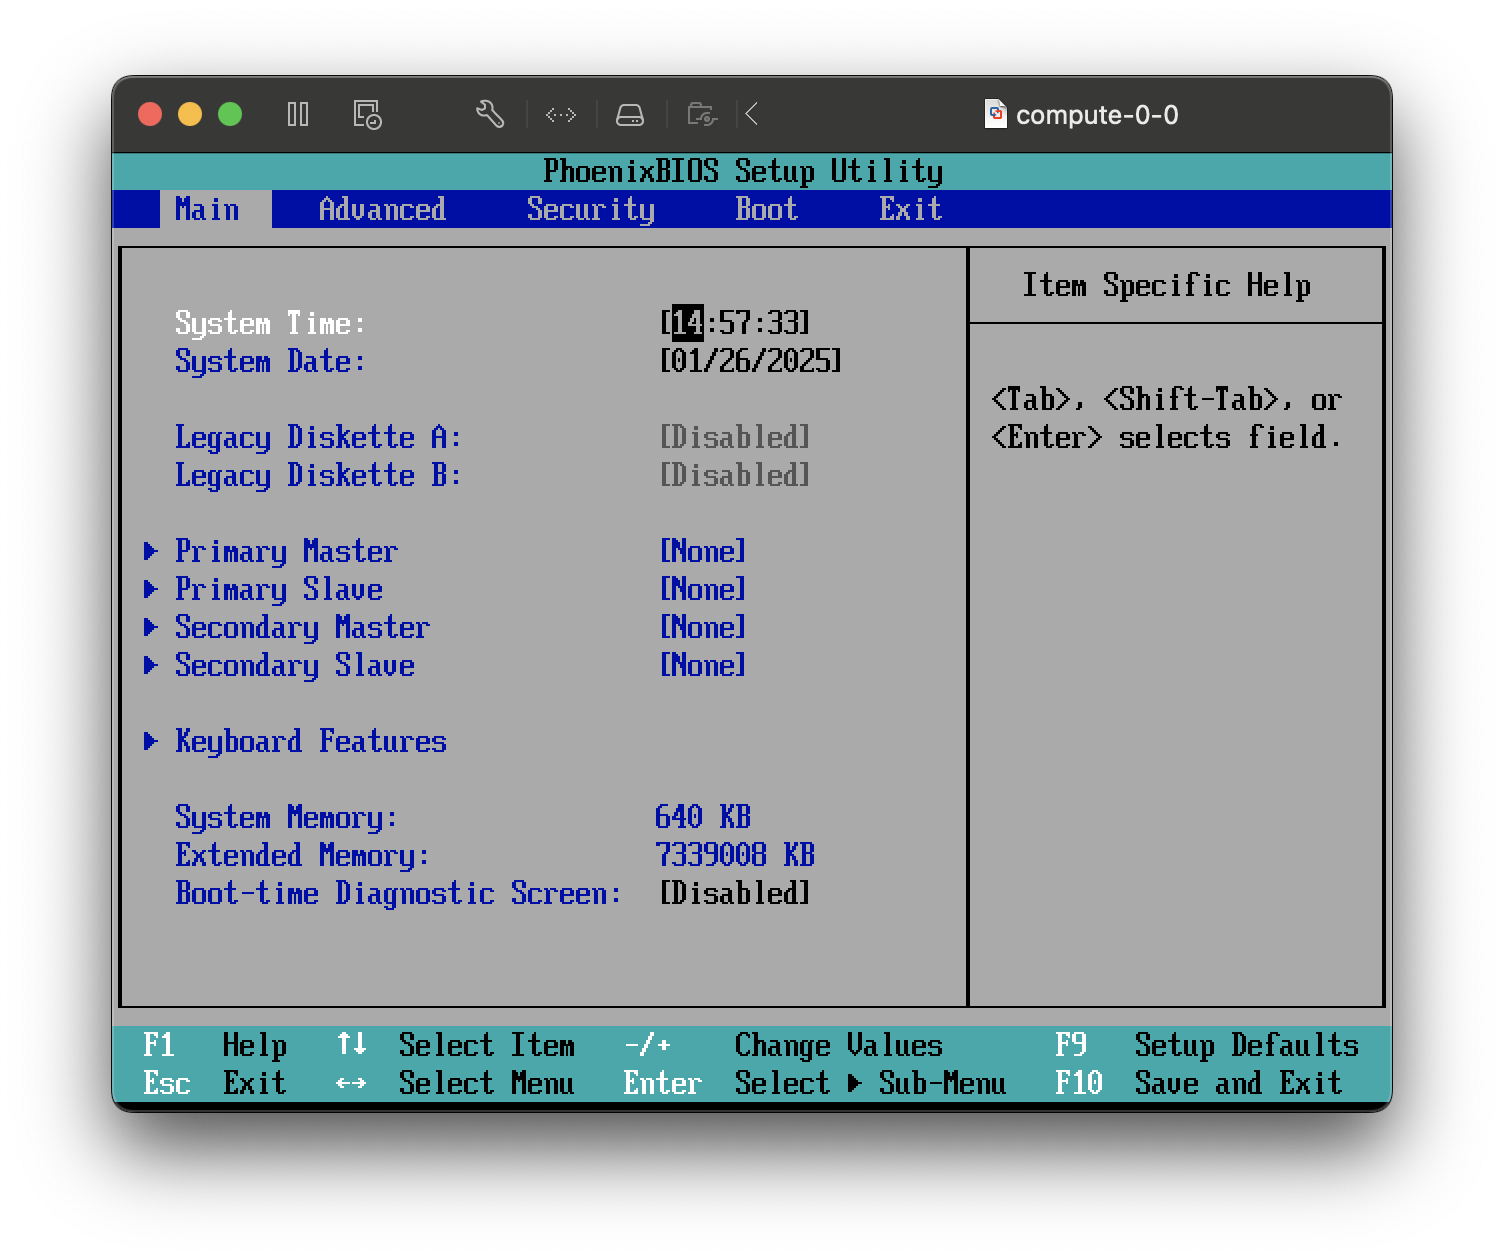 compute-0-0
PhoenixBIOS Setup Utility
Main Advanced Security Boot Exit
Item Specific Help
System Time: [14:57:33]
System Date: [01/26/2025]
<Tab>, <Shift-Tab>, or
<Enter> selects field.
Legacy Diskette A: [Disabled]
Legacy Diskette B: [Disabled]
Primary Master [None]
Primary Slave [None]
Secondary Master [None]
Secondary Slave [None]
Keyboard Features
System Memory: 640 KB
Extended Memory: 7339008 KB
Boot-time Diagnostic Screen: [Disabled]
F1 Help ↑↓ Select Item -/+ Change Values F9 Setup Defaults
Esc Exit ↔ Select Menu Enter Select ▶ Sub-Menu F10 Save and Exit